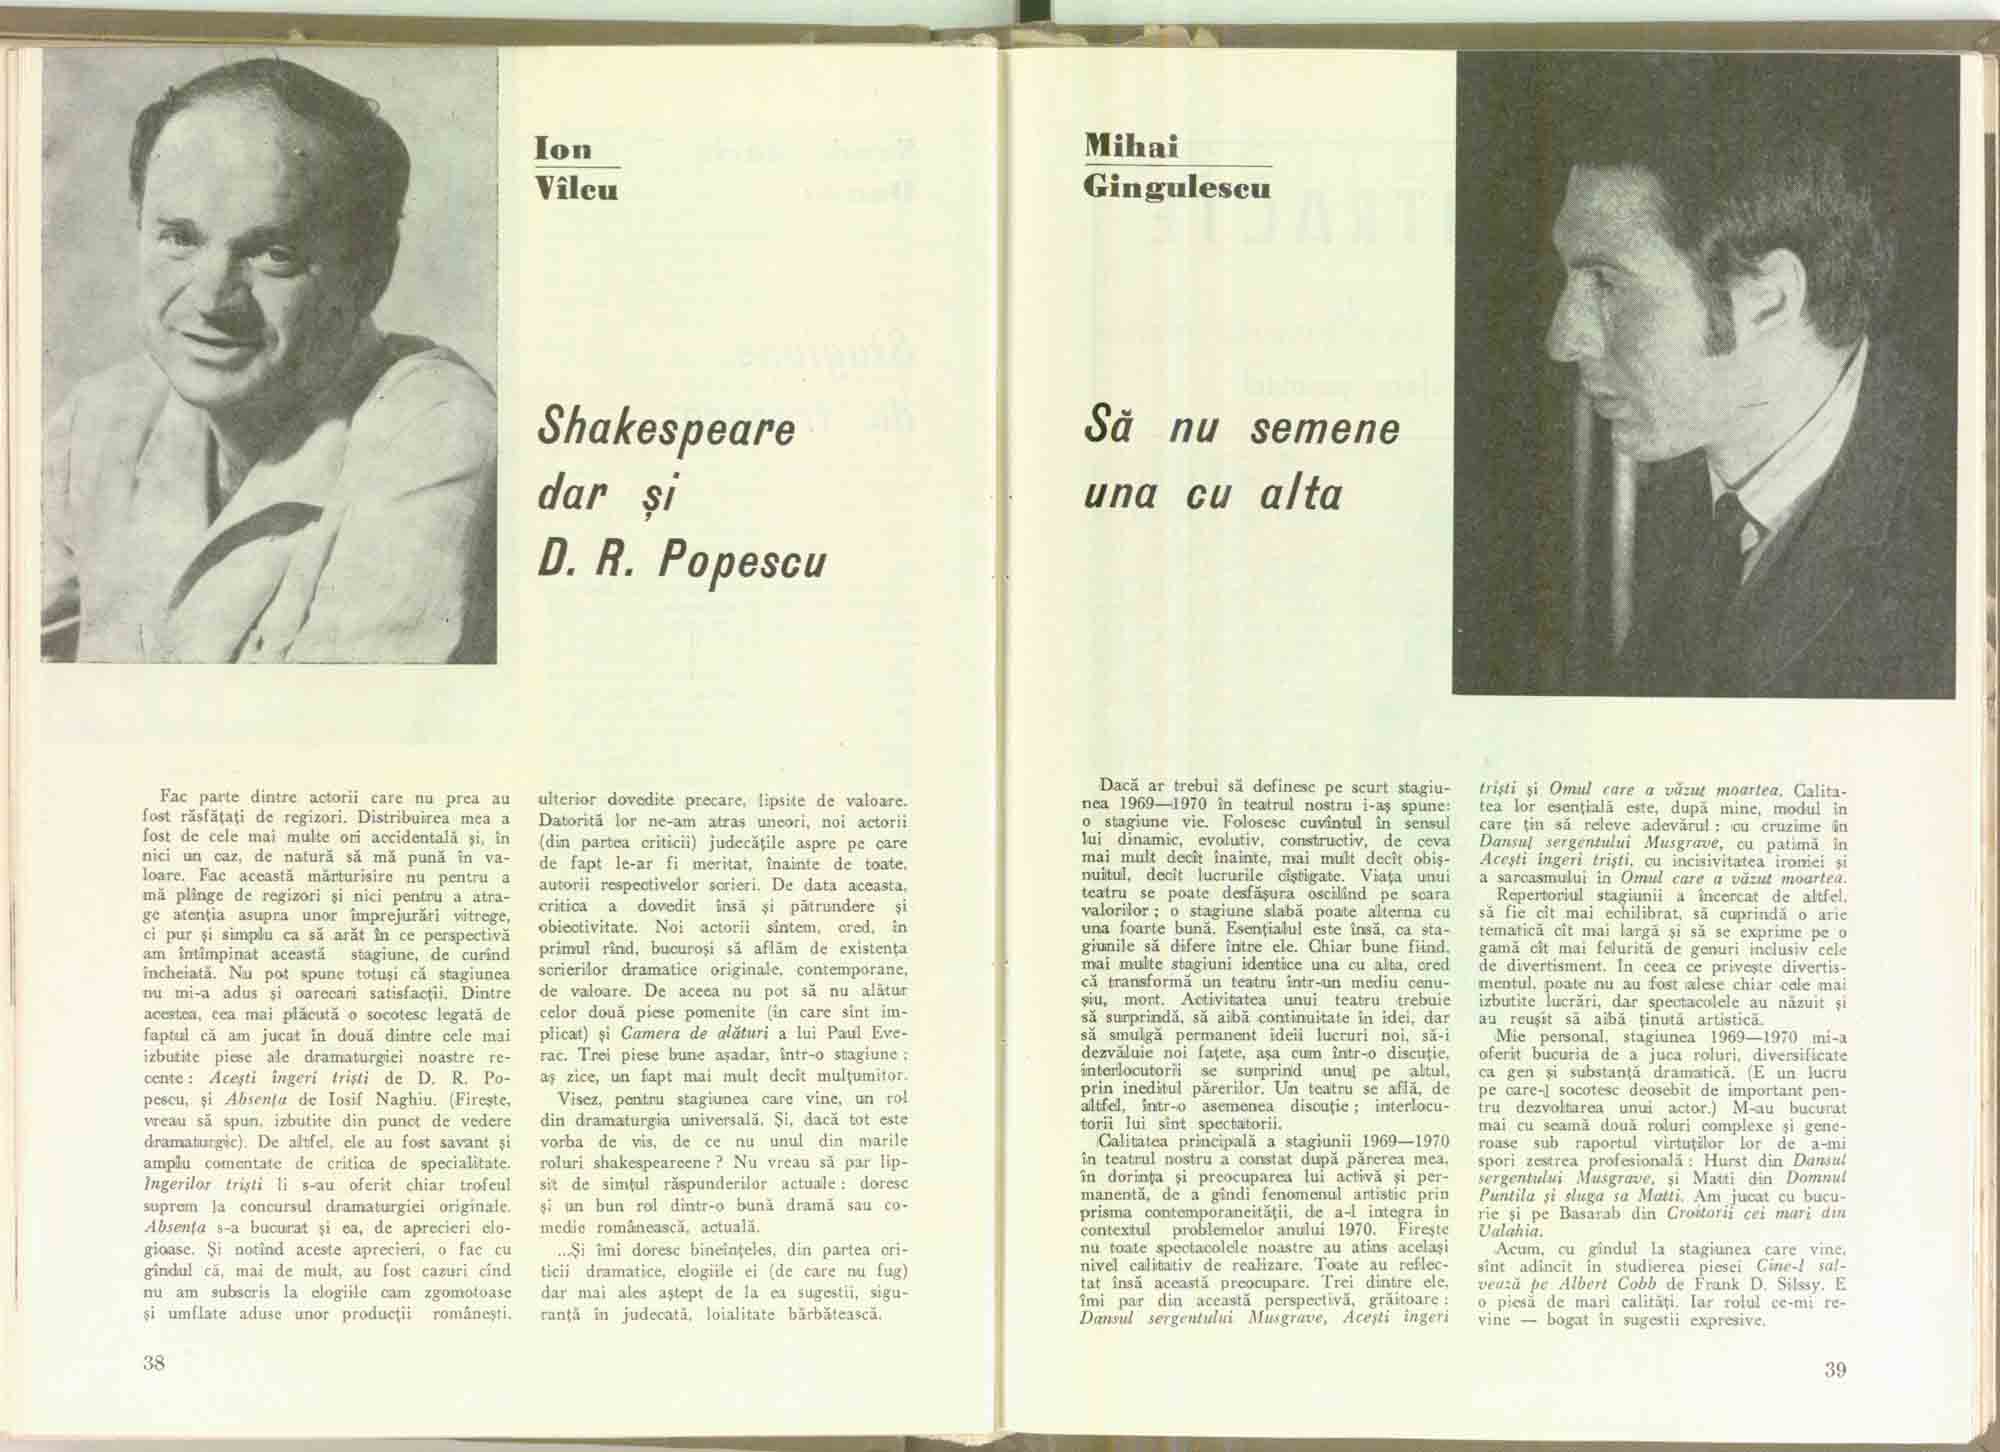 Ion
Vîlcu
Shakespeare
dar și
D. R. Popescu
Fac parte dintre actorii care nu prea au
fost răsfățați de regizori. Distribuirea mea a
fost de cele mai multe ori accidentală și, în
nici un caz, de natură să mă pună în va-
loare. Fac această mărturisire nu pentru a
mă plînge de regizori și nici pentru a atra-
ge atenția asupra unor împrejurări vitrege,
ci pur și simplu ca să arăt în ce perspectivă
am întîmpinat această stagiune, de curînd
încheiată. Nu pot spune totuși că stagiunea
nu mi-a adus și oarecari satisfacții. Dintre
acestea, cea mai plăcută o socotesc legată de
faptul că am jucat în două dintre cele mai
izbutite piese ale dramaturgiei noastre re-
cente : Acești îngeri triști de D. R. Po-
pescu, și Absența de Iosif Naghiu. (Firește,
vreau să spun, izbutite din punct de vedere
dramaturgic). De altfel, ele au fost savant și
amplu comentate de critica de specialitate.
Îngerilor triști li s-au oferit chiar trofeul
suprem la concursul dramaturgiei originale.
Absența s-a bucurat și ea, de aprecieri elo-
gioase. Și notînd aceste aprecieri, o fac cu
gîndul că, mai de mult, au fost cazuri cînd
nu am subscris la elogiile cam zgomotoase
și umflate aduse unor producții românești,
ulterior dovedite precare, lipsite de valoare.
Datorită lor ne-am atras uneori, noi actorii
(din partea criticii) judecățile aspre pe care
de fapt le-ar fi meritat, înainte de toate,
autorii respectivelor scrieri. De data aceasta,
critica a dovedit însă și pătrundere și
obiectivitate. Noi actorii sîntem, cred, în
primul rînd, bucuroși să aflăm de existența
scrierilor dramatice originale, contemporane,
de valoare. De aceea nu pot să nu alătur
celor două piese pomenite (în care sînt im-
plicat) și Camera de alături a lui Paul Eve-
rac. Trei piese bune așadar, într-o stagiune ;
aș zice, un fapt mai mult decît mulțumitor.
Visez, pentru stagiunea care vine, un rol
din dramaturgia universală. Și, dacă tot este
vorba de vis, de ce nu unul din marile
roluri shakespeareene ? Nu vreau să par lip-
sit de simțul răspunderilor actuale : doresc
și un bun rol dintr-o bună dramă sau co-
medie românească, actuală.
...Și îmi doresc bineînțeles, din partea cri-
ticii dramatice, elogiile ei (de care nu fug)
dar mai ales aștept de la ea sugestii, sigu-
ranță în judecată, loialitate bărbătească.
38
Mihai
Gingulescu
Să nu semene
una cu alta
Dacă ar trebui să definesc pe scurt stagiu-
nea 1969—1970 în teatrul nostru i-aș spune:
o stagiune vie. Folosesc cuvîntul în sensul
lui dinamic, evolutiv, constructiv, de ceva
mai mult decît înainte, mai mult decît obiș-
nuitul, decît lucrurile cîștigate. Viața unui
teatru se poate desfășura oscilînd pe scara
valorilor ; o stagiune slabă poate alterna cu
una foarte bună. Esențialul este însă, ca sta-
giunile să difere între ele. Chiar bune fiind,
mai multe stagiuni identice una cu alta, cred
că transformă un teatru într-un mediu cenu-
șiu, mort. Activitatea unui teatru trebuie
să surprindă, să aibă continuitate în idei, dar
să smulgă permanent ideii lucruri noi, să-i
dezvăluie noi fațete, așa cum într-o discuție,
interlocutorii se surprind unul pe altul,
prin ineditul părerilor. Un teatru se află, de
altfel, într-o asemenea discuție ; interlocu-
torii lui sînt spectatorii.
Calitatea principală a stagiunii 1969—1970
în teatrul nostru a constat după părerea mea,
în dorința și preocuparea lui activă și per-
manentă, de a gîndi fenomenul artistic prin
prisma contemporaneității, de a-l integra în
contextul problemelor anului 1970. Firește
nu toate spectacolele noastre au atins același
nivel calitativ de realizare. Toate au reflec-
tat însă această preocupare. Trei dintre ele,
îmi par din această perspectivă, grăitoare :
Dansul sergentului Musgrave, Acești îngeri
triști și Omul care a văzut moartea. Calita-
tea lor esențială este, după mine, modul în
care țin să releve adevărul : cu cruzime în
Dansul sergentului Musgrave, cu patimă în
Acești îngeri triști, cu incisivitatea ironiei și
a sarcasmului în Omul care a văzut moartea.
Repertoriul stagiunii a încercat de altfel,
să fie cît mai echilibrat, să cuprindă o arie
tematică cît mai largă și să se exprime pe o
gamă cît mai felurită de genuri inclusiv cele
de divertisment. In ceea ce privește divertis-
mentul, poate nu au fost alese chiar cele mai
izbutite lucrări, dar spectacolele au năzuit și
au reușit să aibă ținută artistică.
Mie personal, stagiunea 1969—1970 mi-a
oferit bucuria de a juca roluri, diversificate
ca gen și substanță dramatică. (E un lucru
pe care-l socotesc deosebit de important pen-
tru dezvoltarea unui actor.) M-au bucurat
mai cu seamă două roluri complexe și gene-
roase sub raportul virtuților lor de a-mi
spori zestrea profesională : Hurst din Dansul
sergentului Musgrave, și Matti din Domnul
Puntila și sluga sa Matti. Am jucat cu bucu-
rie și pe Basarab din Croitorii cei mari din
Valahia.
Acum, cu gîndul la stagiunea care vine,
sînt adîncit în studierea piesei Cine-l sal-
vează pe Albert Cobb de Frank D. Silssy. E
o piesă de mari calități. Iar rolul ce-mi re-
vine — bogat în sugestii expresive.
39